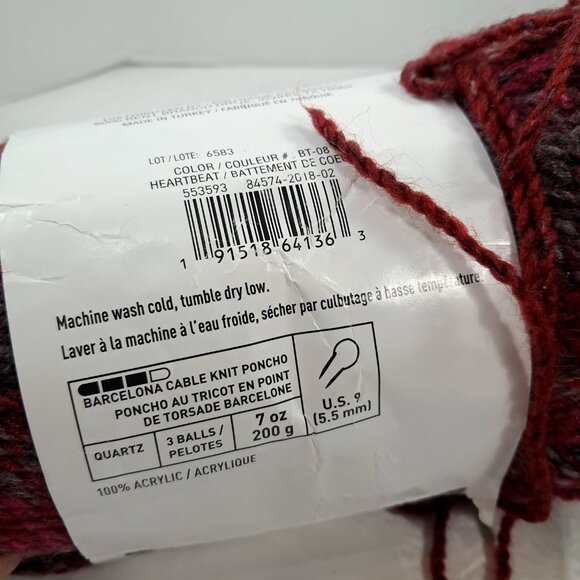 MADE IN TURKEY / FABRIQUÉ EN TURQUIE
LOT/LOTE: 6583
COLOR / COULEUR # . BT-08
HEARTBEAT / BATTEMENT DE COEU
553593 84574-2018-02
1 91518 64136 3
Machine wash cold, tumble dry low.
Laver à la machine à l'eau froide, sécher par culbutage à basse température.
BARCELONA CABLE KNIT PONCHO
PONCHO AU TRICOT EN POINT
DE TORSADE BARCELONE
QUARTZ
3 BALLS /
PELOTES
7 oz
200 g
U.S. 9
(5.5 mm)
100% ACRYLIC / ACRYLIQUE